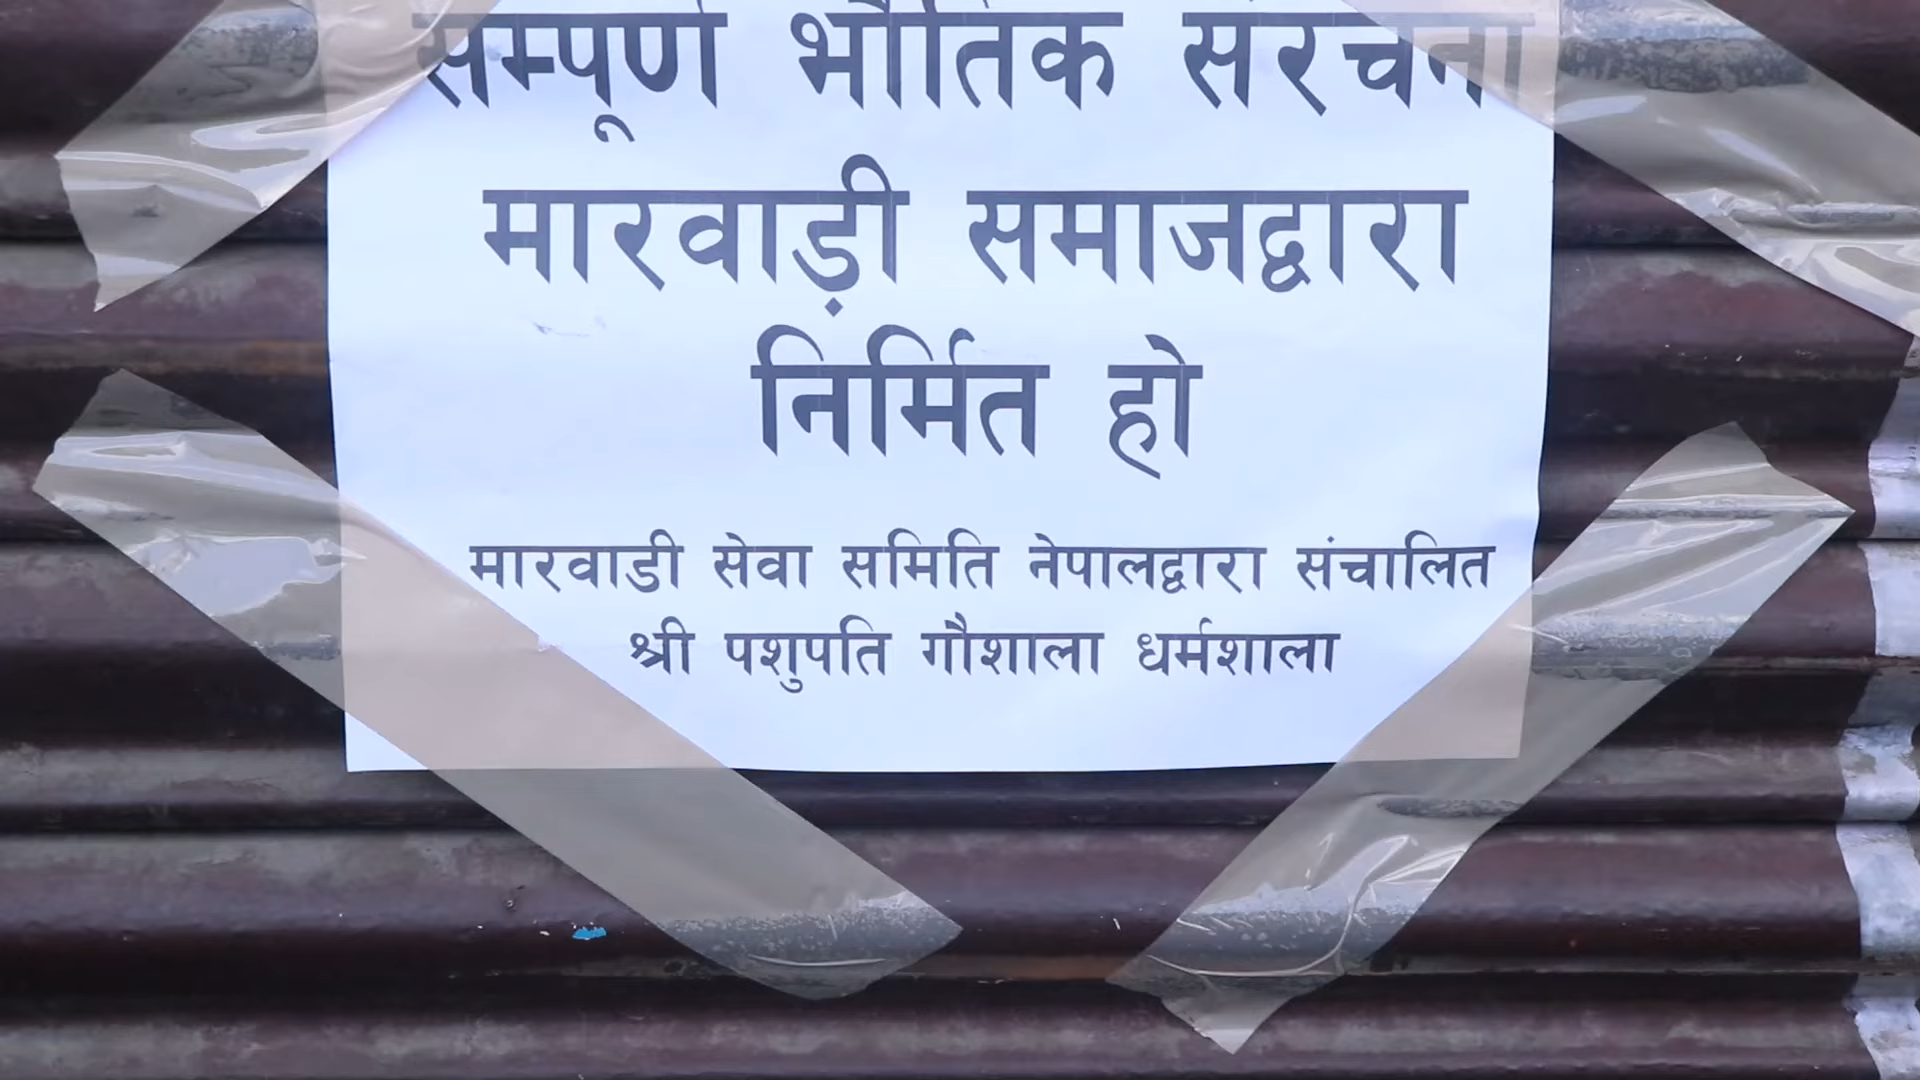 सम्पूर्ण भौतिक संरचना
मारवाड़ी समाजद्वारा
निर्मित हो
मारवाडी सेवा समिति नेपालद्वारा संचालित
श्री पशुपति गौशाला धर्मशाला